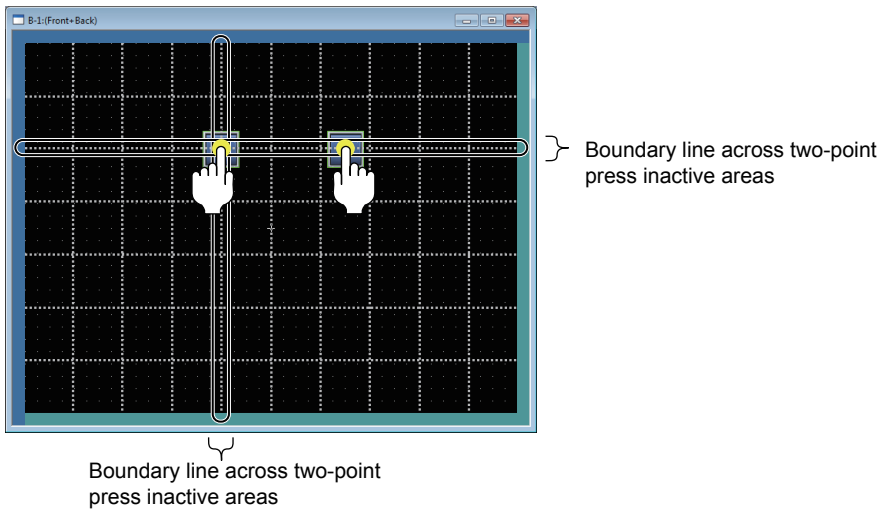 B-1:(Front+Back)
Boundary line across two-point
press inactive areas
Boundary line across two-point
press inactive areas